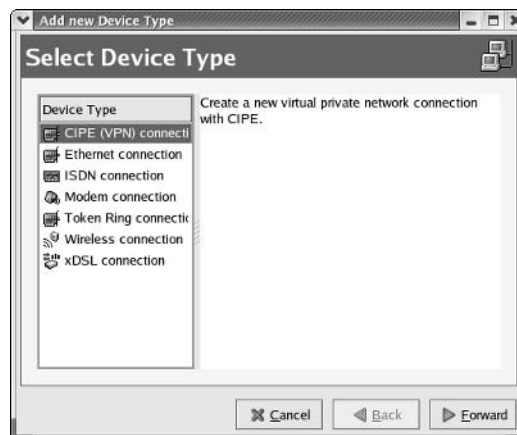 Add new Device Type
Select Device Type
Device Type
CIPE (VPN) connecti
Ethernet connection
ISDN connection
Modem connection
Token Ring connectic
Wireless connection
xDSL connection
Create a new virtual private network connection
with CIPE.
Cancel
Back
Forward